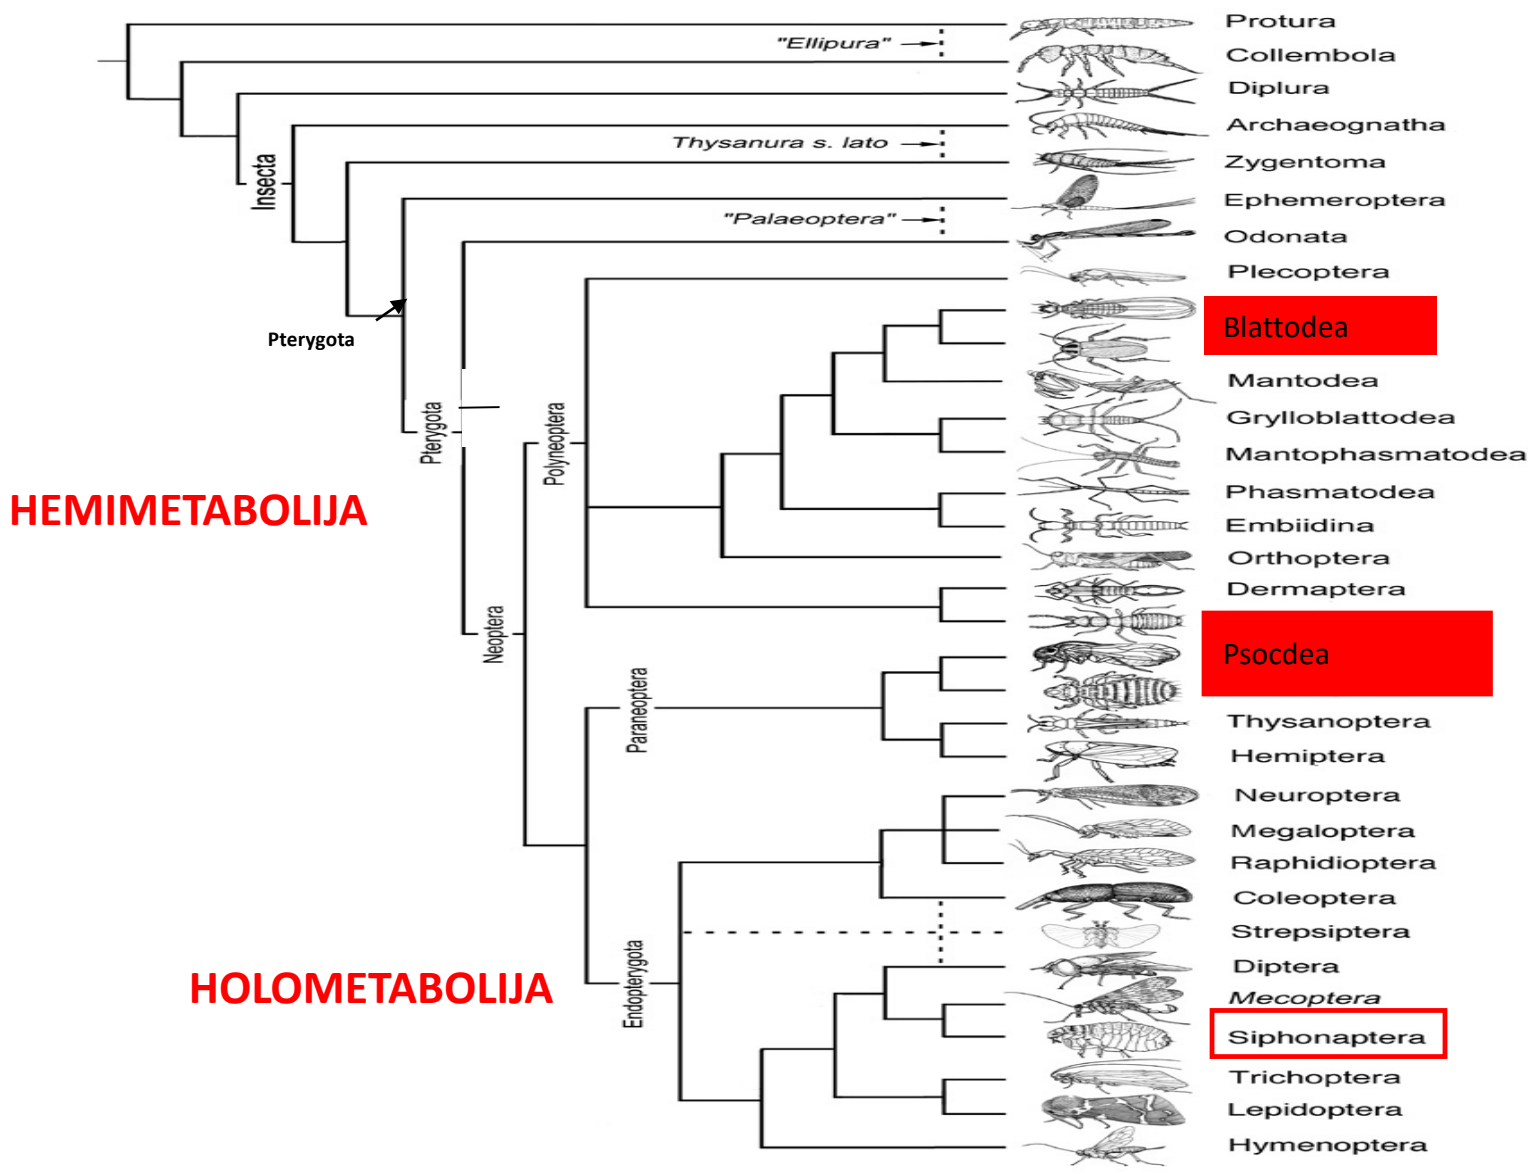 Protura
"Ellipura"
Collembola
Diplura
Archaeognatha
Thysanura s. lato
Zygentoma
Insecta
Ephemeroptera
"Palaeoptera"
Odonata
Plecoptera
Blattodea
Pterygota
Mantodea
Grylloblattodea
Pterygota
Polyneoptera
Mantophasmatodea
Phasmatodea
HEMIMETABOLIJA
Embiidina
Orthoptera
Dermaptera
Neoptera
Psocdea
Paraneoptera
Thysanoptera
Hemiptera
Neuroptera
Megaloptera
Raphidioptera
Coleoptera
Strepsiptera
Diptera
HOLOMETABOLIJA
Endopterygota
Mecoptera
Siphonaptera
Trichoptera
Lepidoptera
Hymenoptera